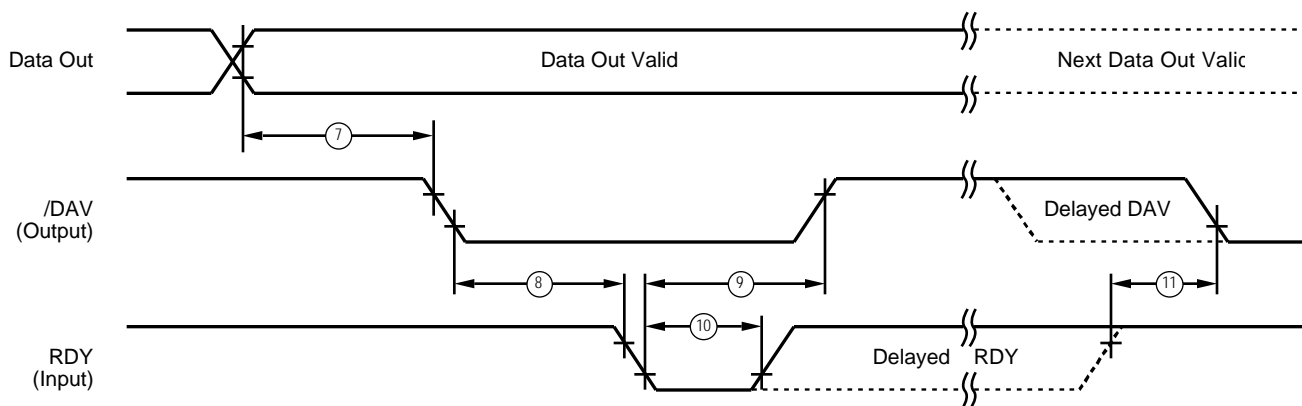 Data Out
Data Out Valid
Next Data Out Valic
7
/DAV
(Output)
Delayed DAV
8
9
11
10
RDY
(Input)
Delayed RDY